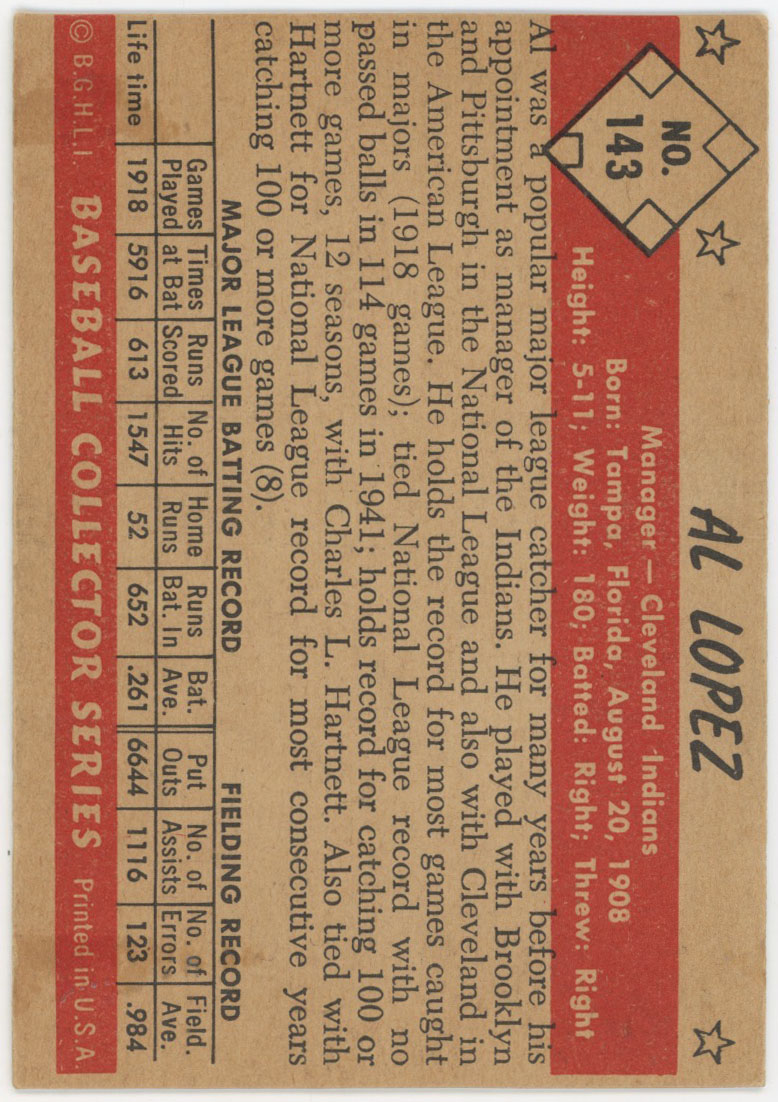 NO.
143
AL LOPEZ
Manager — Cleveland Indians
Born: Tampa, Florida, August 20, 1908
Height: 5-11; Weight: 180; Batted: Right; Threw: Right
Al was a popular major league catcher for many years before his
appointment as manager of the Indians. He played with Brooklyn
and Pittsburgh in the National League and also with Cleveland in
the American League. He holds the record for most games caught
in majors (1918 games); tied National League record with no
passed balls in 114 games in 1941; holds record for catching 100 or
more games, 12 seasons, with Charles L. Hartnett. Also tied with
Hartnett for National League record for most consecutive years
catching 100 or more games (8).
MAJOR LEAGUE BATTING RECORD FIELDING RECORD
Games Times Runs No. of Home Runs Bat. Put No. of No. of Field.
Played at Bat Scored Hits Runs Bat. In Ave. Outs Assists Errors Ave.
Life time 1918 5916 613 1547 52 652 .261 6644 1116 123 .984
© B.G.H.L.I. BASEBALL COLLECTOR SERIES Printed in U.S.A.